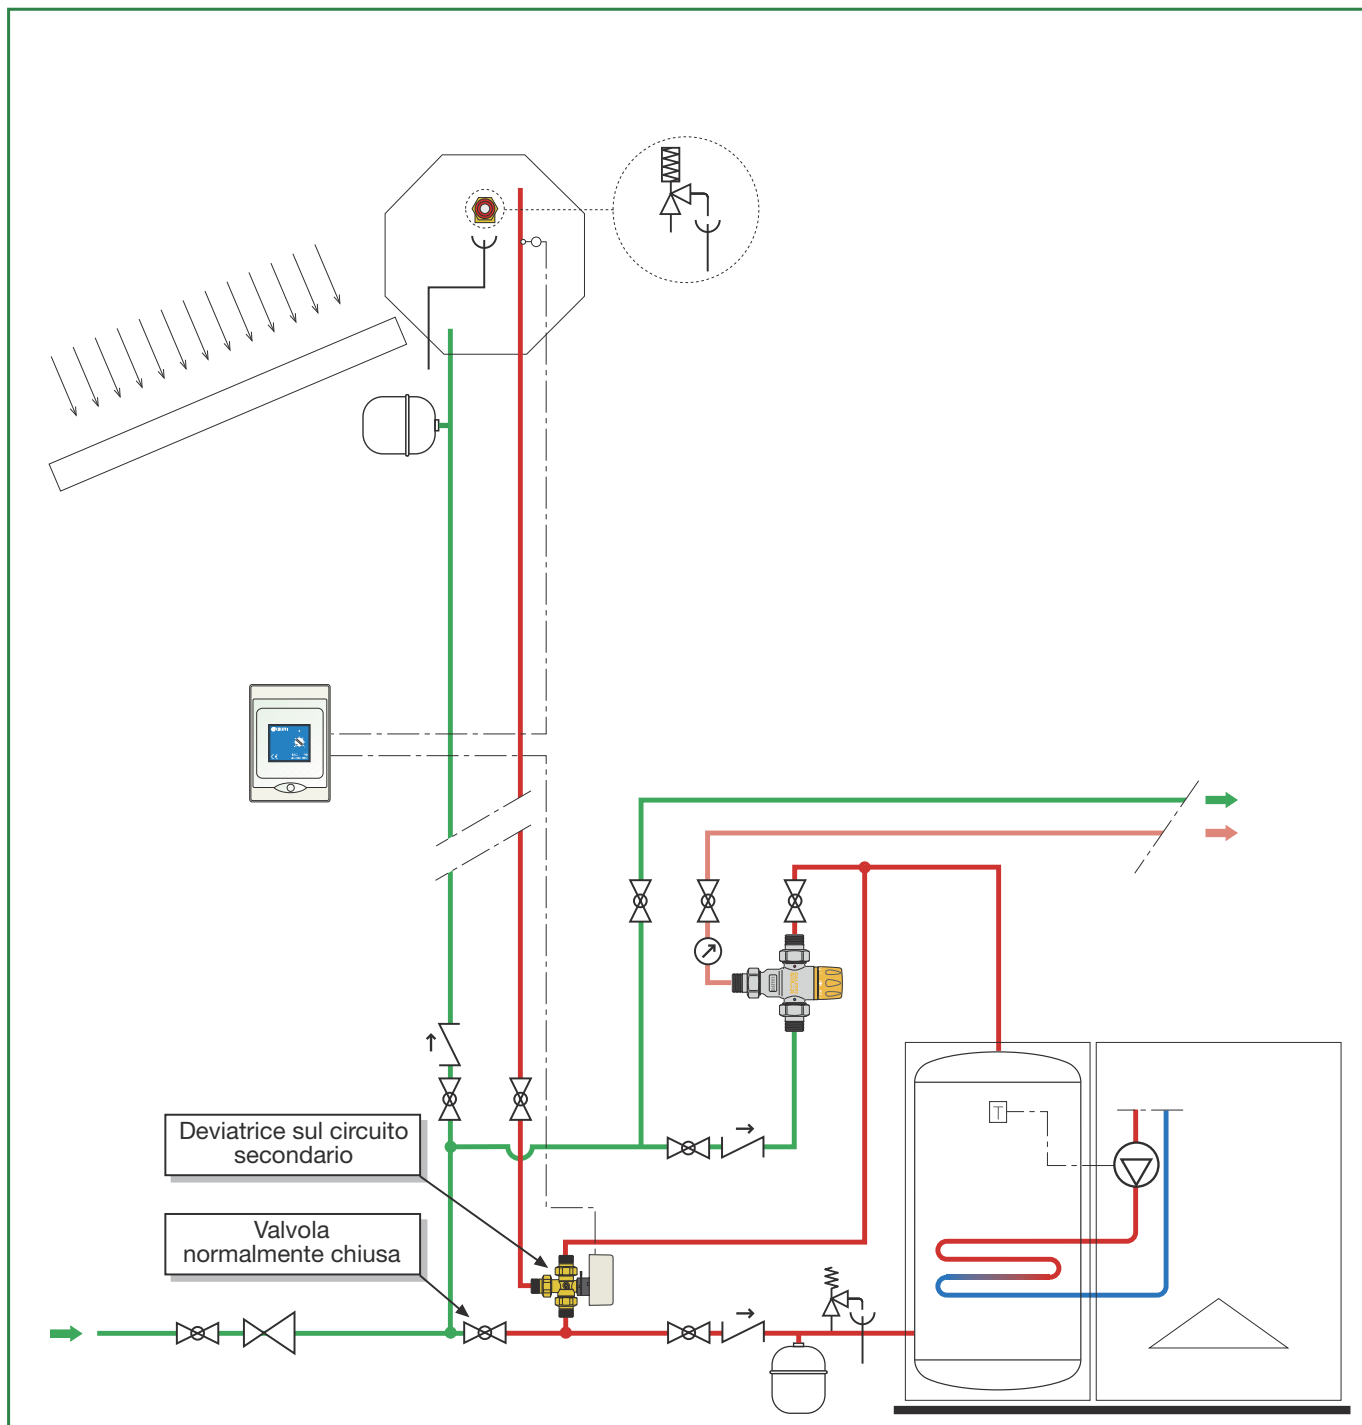 Deviatrice sul circuito
secondario
Valvola
normalmente chiusa
T